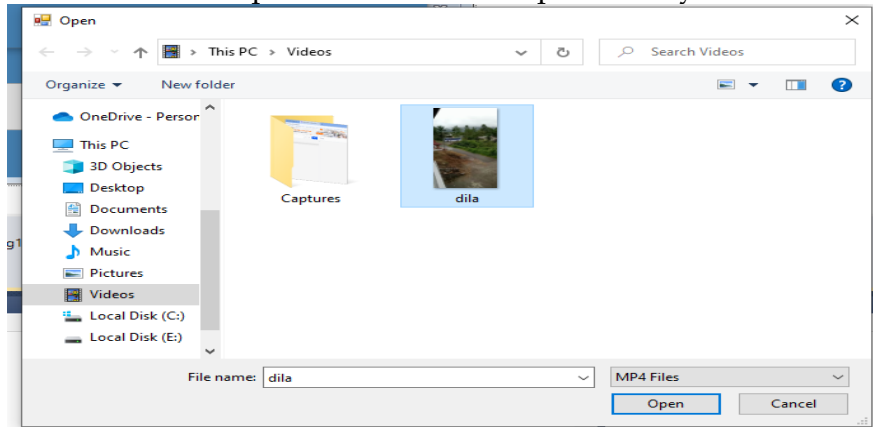 Open
This PC > Videos
Search Videos
Organize
New folder
OneDrive - Person
This PC
3D Objects
Desktop
Documents
Downloads
Music
Pictures
Videos
Local Disk (C:)
Local Disk (E:)
Captures
dila
File name: dila
MP4 Files
Open
Cancel
g1